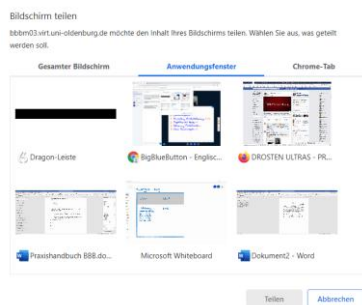 Bildschirm teilen
bbbm03.virt.uni-oldenburg.de möchte den Inhalt Ihres Bildschirms teilen. Wählen Sie aus, was geteilt
werden soll.
Gesamter Bildschirm Anwendungsfenster Chrome-Tab
Dragon-Leiste BigBlueButton - Englisc... DROSTEN ULTRAS - PR...
Praxishandbuch BBB.do... Microsoft Whiteboard Dokument2 - Word
Teilen Abbrechen